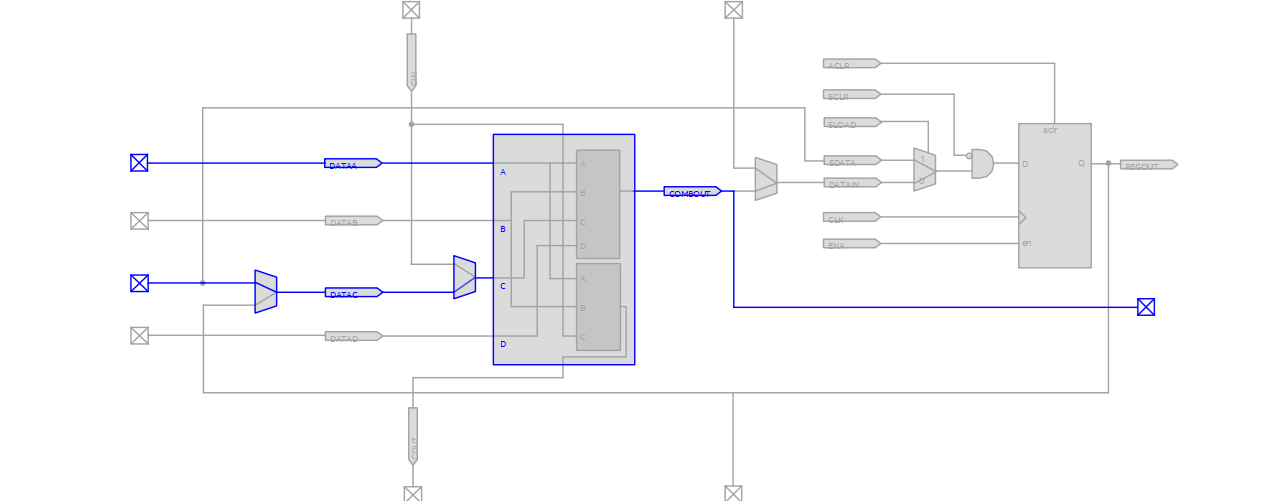 CIN
ACLR
aclr
SCLR
SLOAD
DATAA
A
A
1
SDATA
D
Q
REGOUT
B
COMBOUT
0
DATAIN
DATAB
B
C
CLK
D
ENA
en
A
C
DATAC
B
DATAD
D
C
COUT